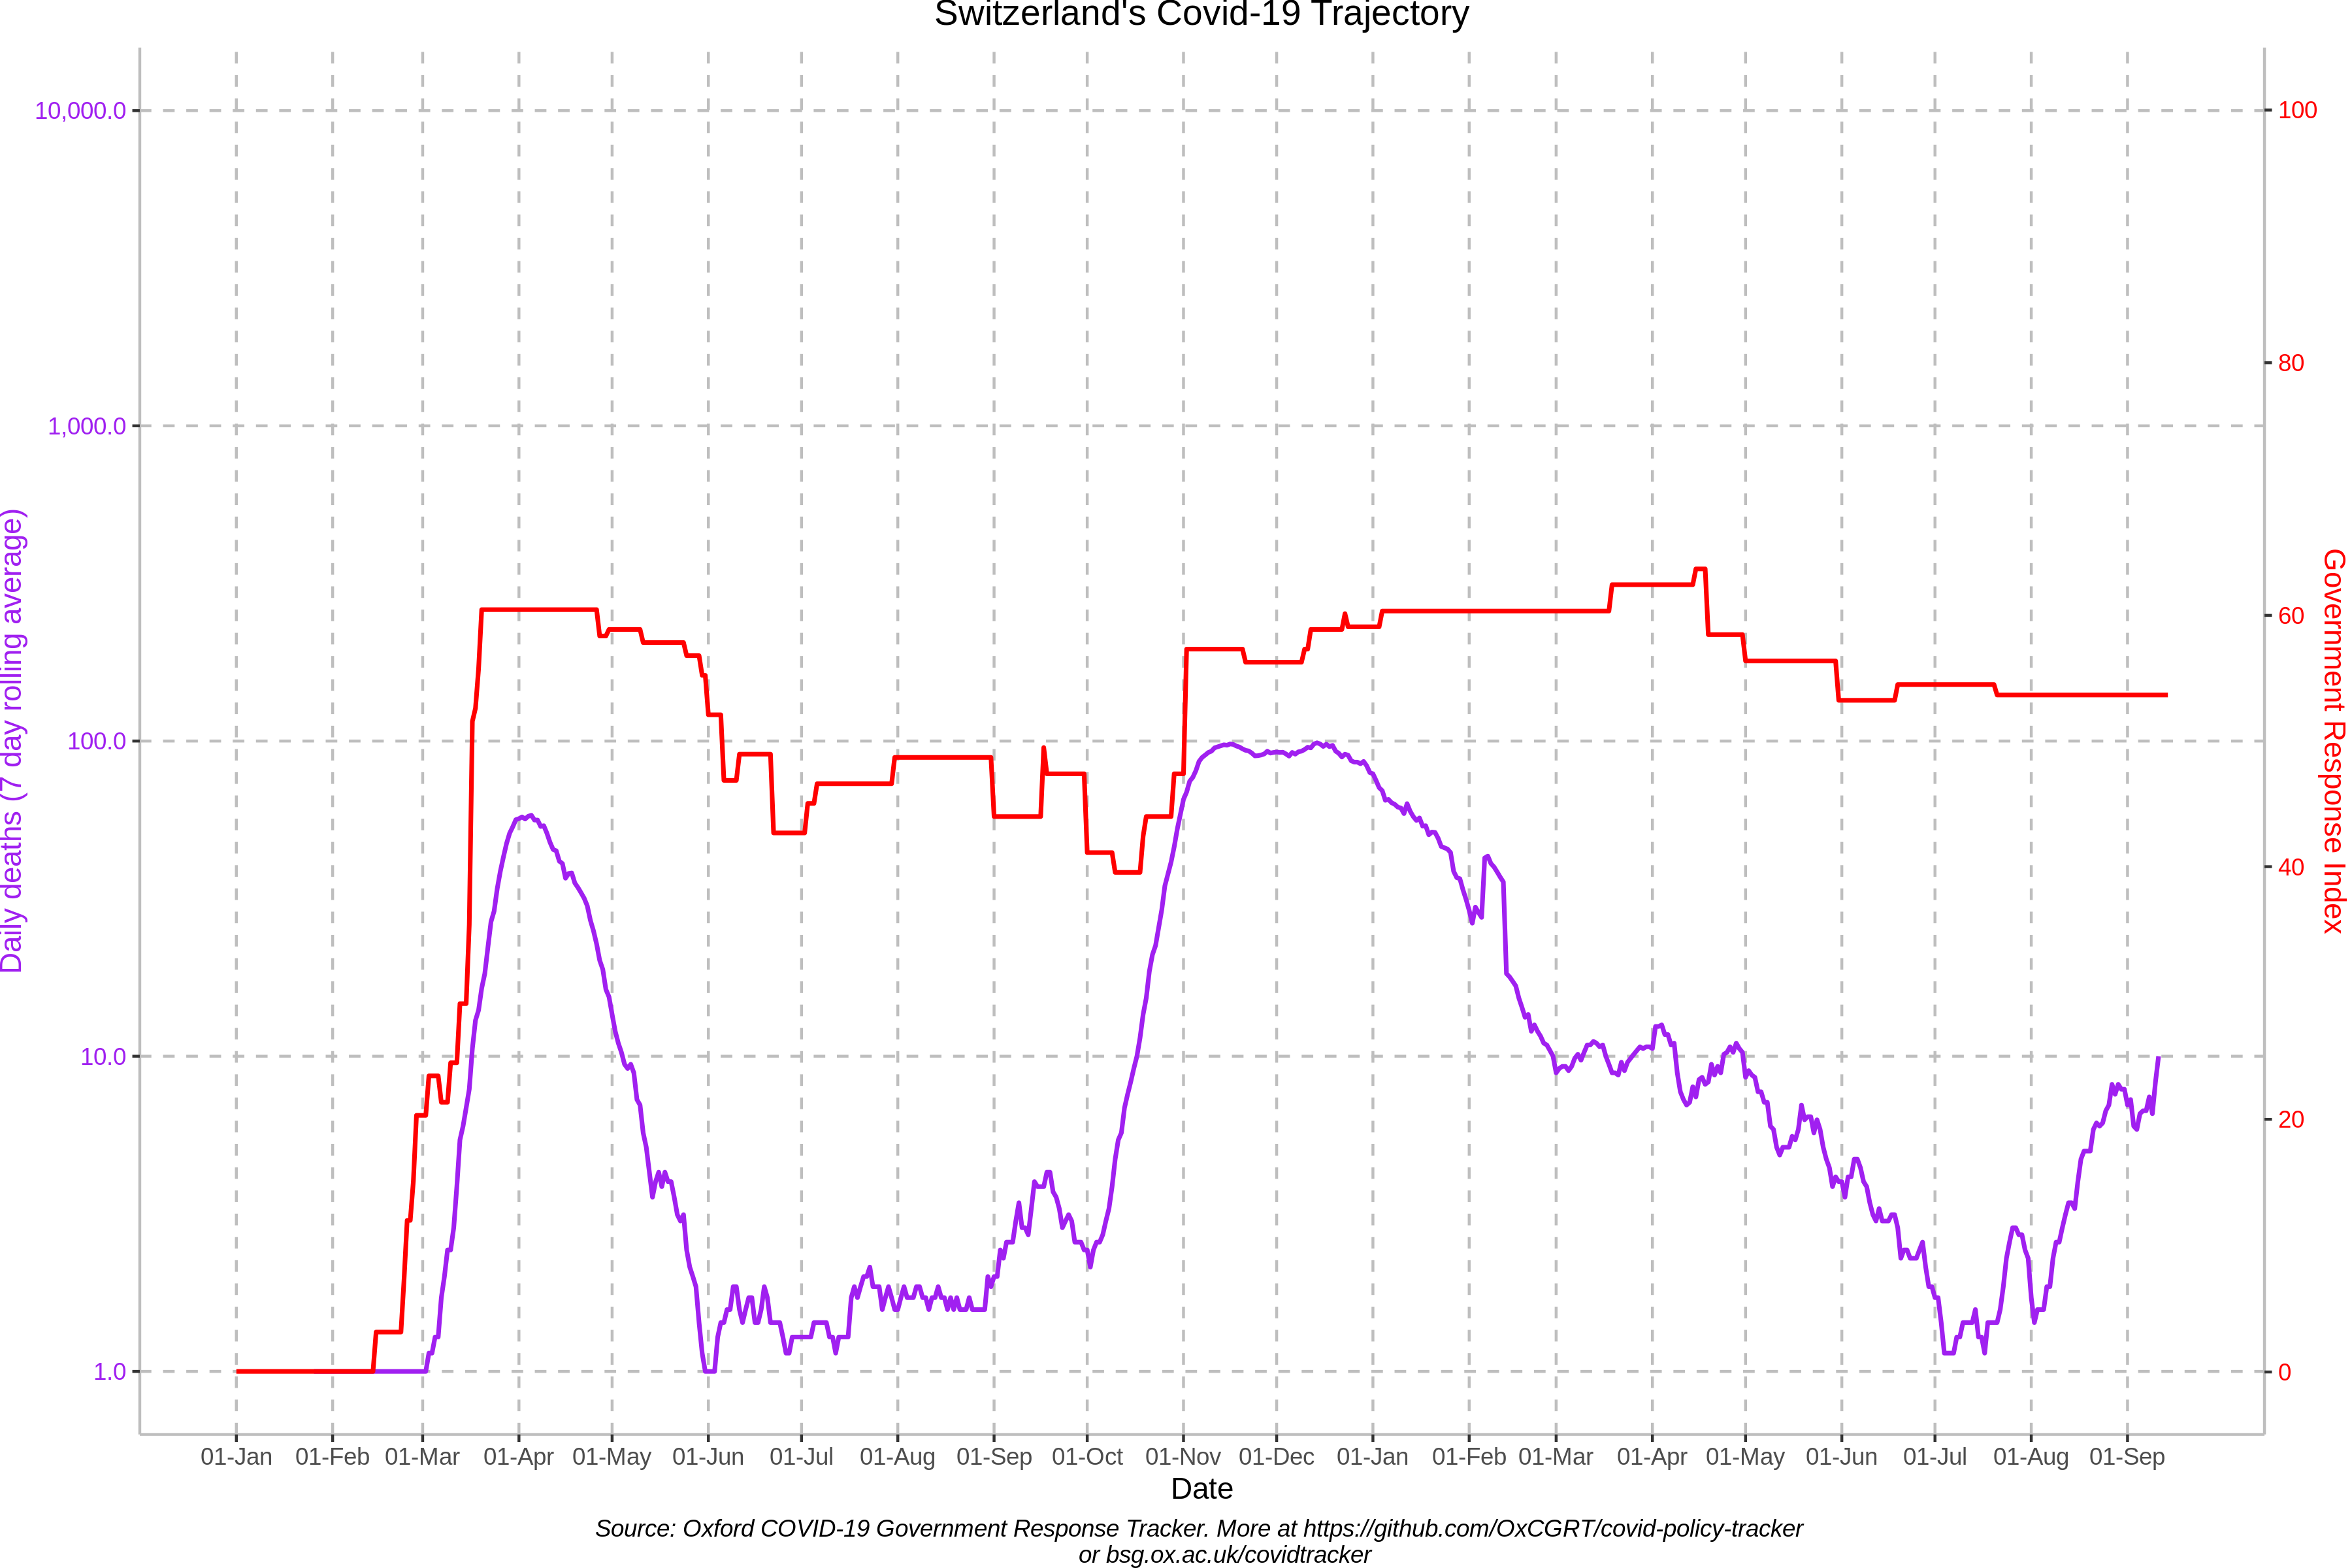 Switzerland's Covid-19 Trajectory
10,000.0
1,000.0
100.0
10.0
1.0
Daily deaths (7 day rolling average)
100
80
60
40
20
0
Government Response Index
01-Jan 01-Feb 01-Mar 01-Apr 01-May 01-Jun 01-Jul 01-Aug 01-Sep 01-Oct 01-Nov 01-Dec 01-Jan 01-Feb 01-Mar 01-Apr 01-May 01-Jun 01-Jul 01-Aug 01-Sep
Date
Source: Oxford COVID-19 Government Response Tracker. More at https://github.com/OxCGRT/covid-policy-tracker
or bsg.ox.ac.uk/covidtracker